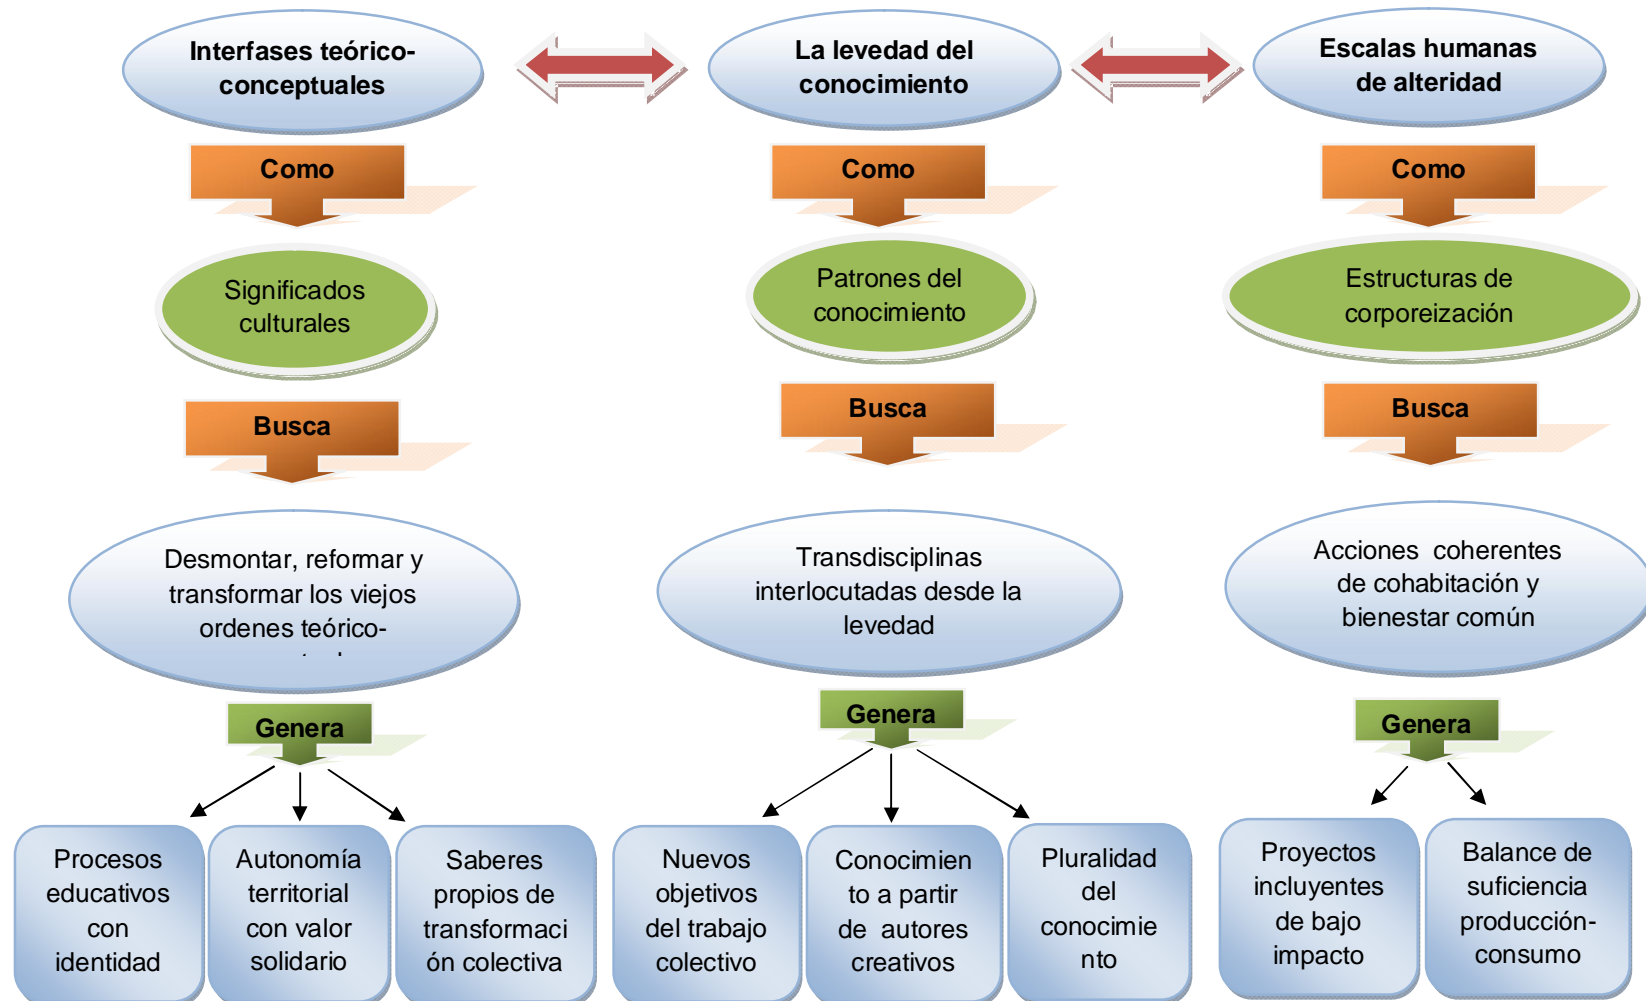 Interfases teórico-
conceptuales
La levedad del
conocimiento
Escalas humanas
de alteridad
Como
Como
Como
Significados
culturales
Patrones del
conocimiento
Estructuras de
corporeización
Busca
Busca
Busca
Desmontar, reformar y
transformar los viejos
ordenes teórico-
Transdisciplinas
interlocutadas desde la
levedad
Acciones coherentes
de cohabitación y
bienestar común
Genera
Genera
Genera
Procesos
educativos
con
identidad
Autonomía
territorial
con valor
solidario
Saberes
propios de
transformaci
ón colectiva
Nuevos
objetivos
del trabajo
colectivo
Conocimien
to a partir
de autores
creativos
Pluralidad
del
conocimie
nto
Proyectos
incluyentes
de bajo
impacto
Balance de
suficiencia
producción-
consumo